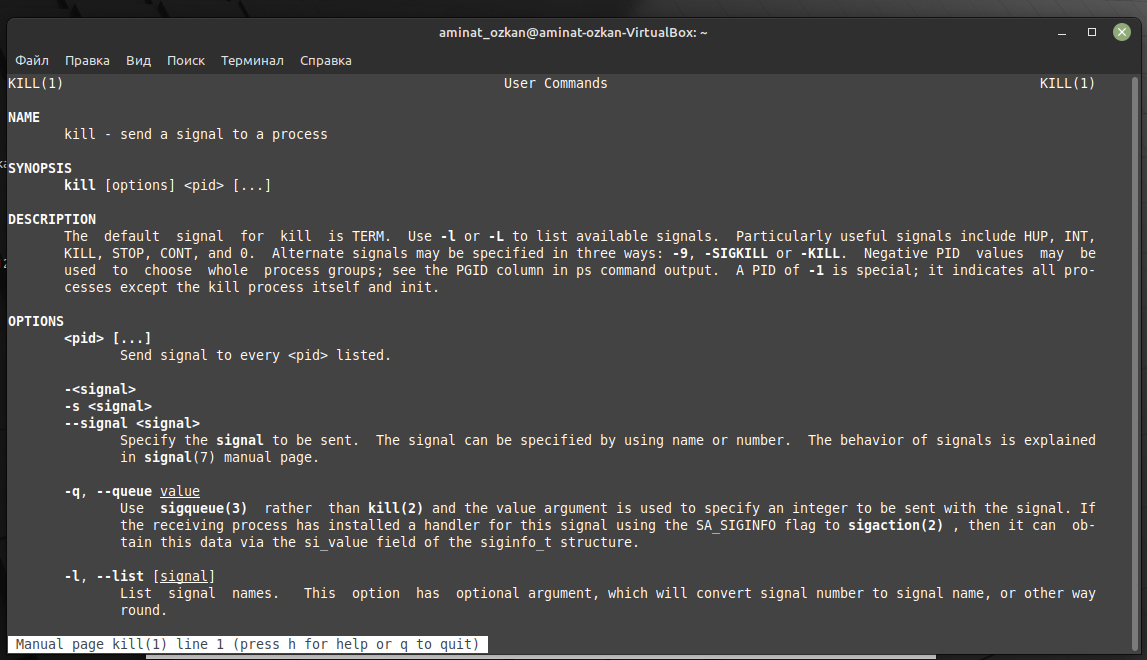 aminat_ozkan@aminat-ozkan-VirtualBox: ~
Файл Правка Вид Поиск Терминал Справка
KILL(1) User Commands KILL(1)
NAME
kill - send a signal to a process
SYNOPSIS
kill [options] <pid> [...]
DESCRIPTION
The default signal for kill is TERM. Use -l or -L to list available signals. Particularly useful signals include HUP, INT,
KILL, STOP, CONT, and 0. Alternate signals may be specified in three ways: -9, -SIGKILL or -KILL. Negative PID values may be
used to choose whole process groups; see the PGID column in ps command output. A PID of -1 is special; it indicates all pro-
cesses except the kill process itself and init.
OPTIONS
<pid> [...]
Send signal to every <pid> listed.
-<signal>
-s <signal>
--signal <signal>
Specify the signal to be sent. The signal can be specified by using name or number. The behavior of signals is explained
in signal(7) manual page.
-q, --queue value
Use sigqueue(3) rather than kill(2) and the value argument is used to specify an integer to be sent with the signal. If
the receiving process has installed a handler for this signal using the SA_SIGINFO flag to sigaction(2) , then it can ob-
tain this data via the si_value field of the siginfo_t structure.
-l, --list [signal]
List signal names. This option has optional argument, which will convert signal number to signal name, or other way
round.
Manual page kill(1) line 1 (press h for help or q to quit)